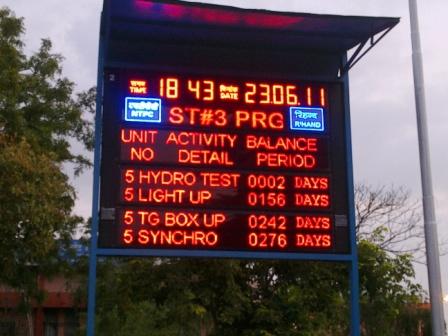 2
समय 18 43 दिनांक 23.06.11
TIME DATE
एनटीपीसी ST#3 PRG रिहन्द
NTPC R'HAND
UNIT ACTIVITY BALANCE
NO DETAIL PERIOD
5 HYDRO TEST 0002 DAYS
5 LIGHT UP 0156 DAYS
5 TG BOX UP 0242 DAYS
5 SYNCHRO 0276 DAYS